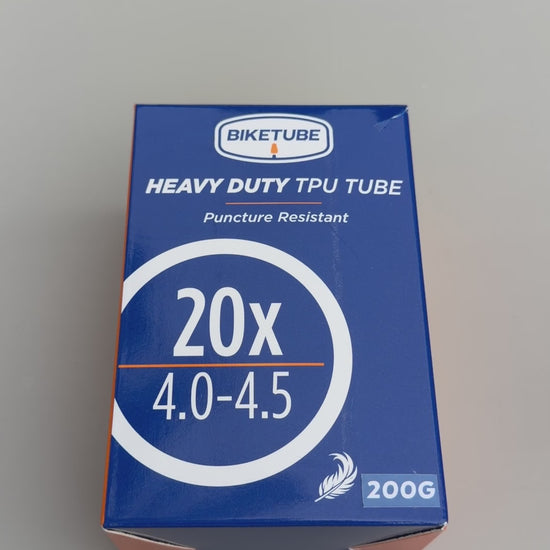 BIKETUBE
HEAVY DUTY TPU TUBE
Puncture Resistant
20x
4.0-4.5
200G